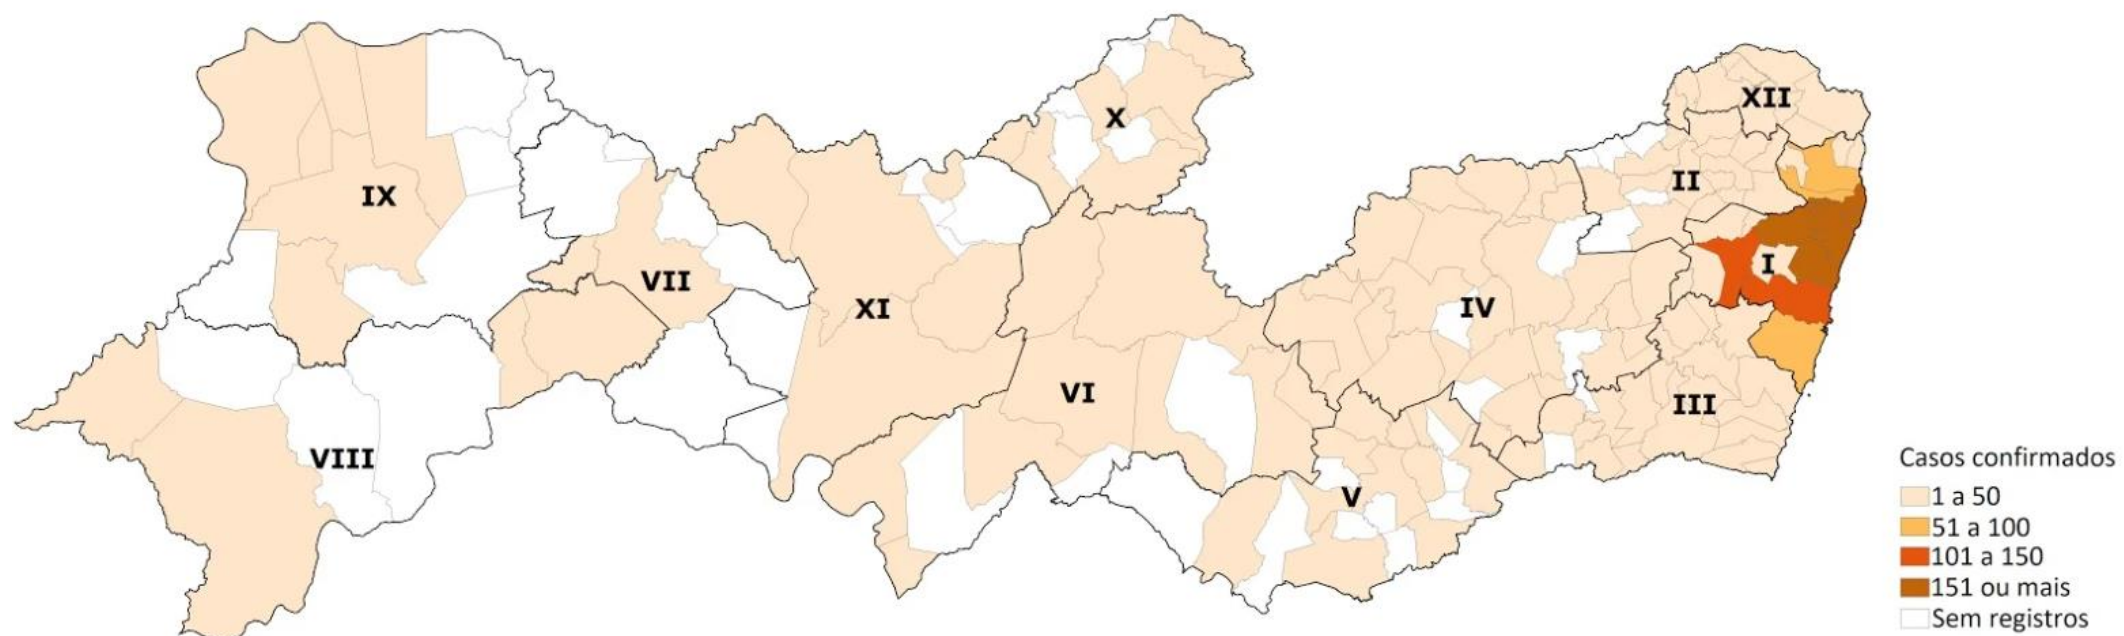 XII
X
II
IX
I
VII
XI
IV
VI
III
VIII
V
Casos confirmados
1 a 50
51 a 100
101 a 150
151 ou mais
Sem registros